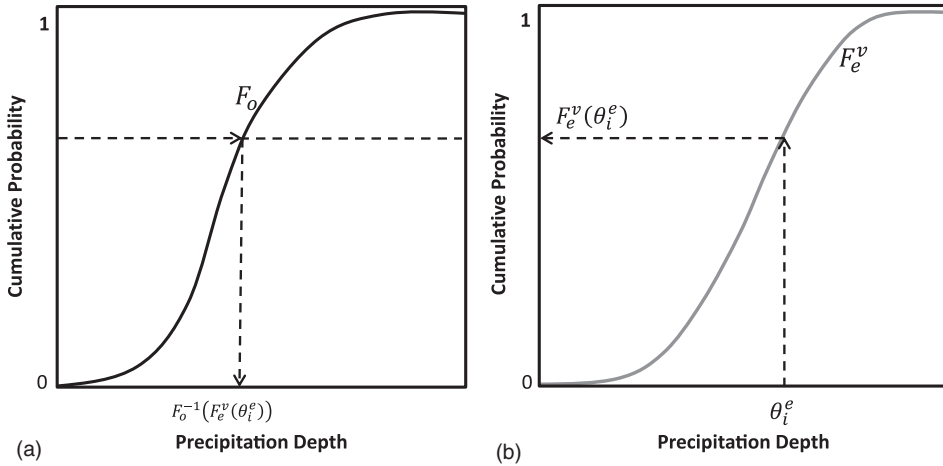 Cumulative Probability
1
F_o
0
F_o^{-1}(F_e^v(θ_i^e))
Precipitation Depth
(a)
Cumulative Probability
1
F_e^v
F_e^v(θ_i^e)
0
θ_i^e
Precipitation Depth
(b)